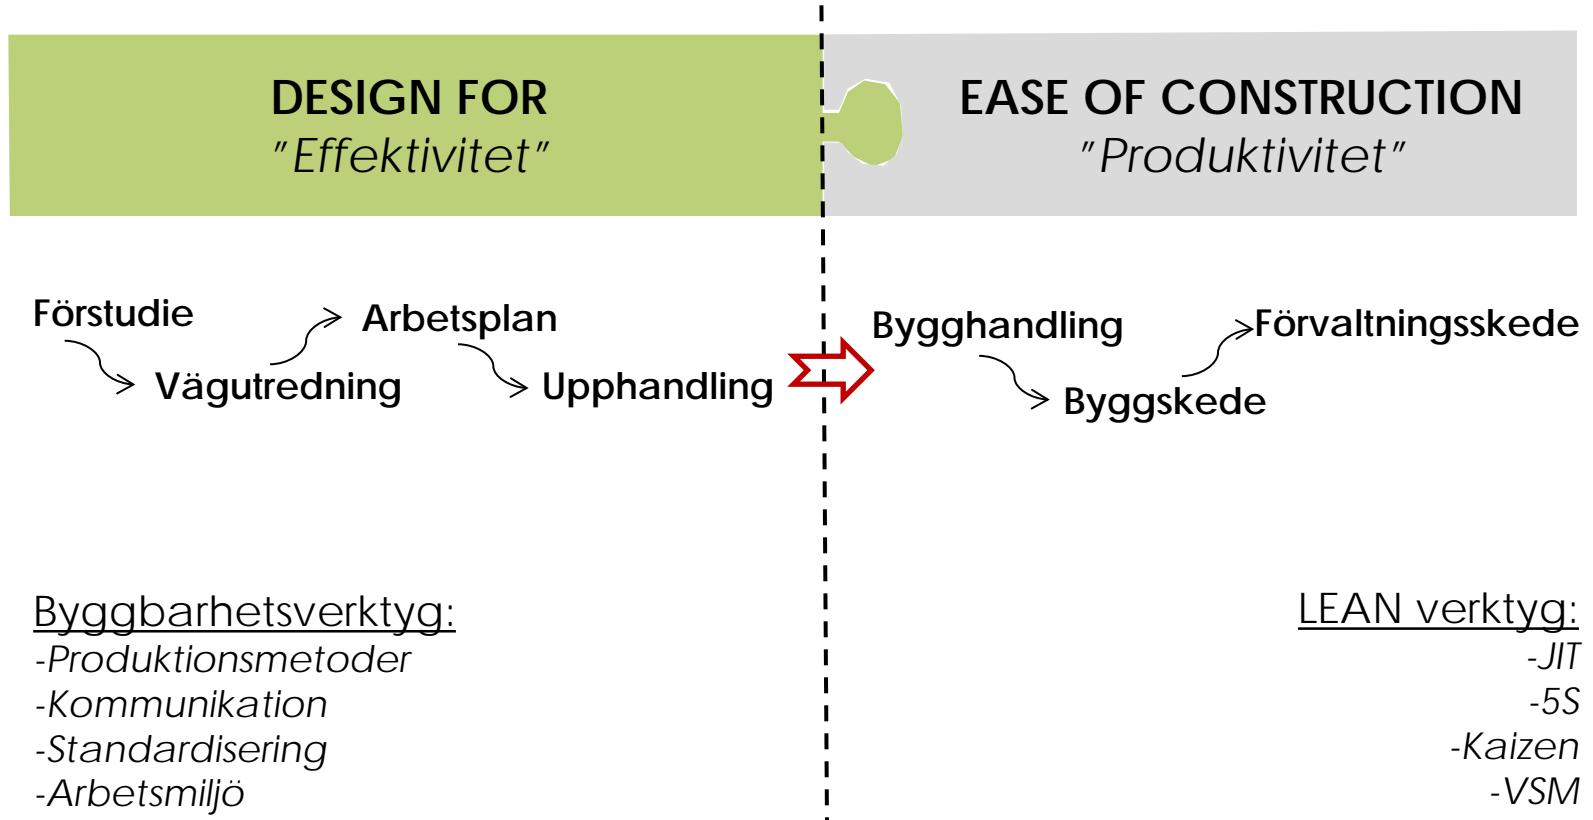 DESIGN FOR
"Effektivitet"
EASE OF CONSTRUCTION
"Produktivitet"
Förstudie
Vägutredning
Arbetsplan
Upphandling
Bygghandling
Byggskede
Förvaltningsskede
Byggbarhetsverktyg:
-Produktionsmetoder
-Kommunikation
-Standardisering
-Arbetsmiljö
LEAN verktyg:
-JIT
-5S
-Kaizen
-VSM